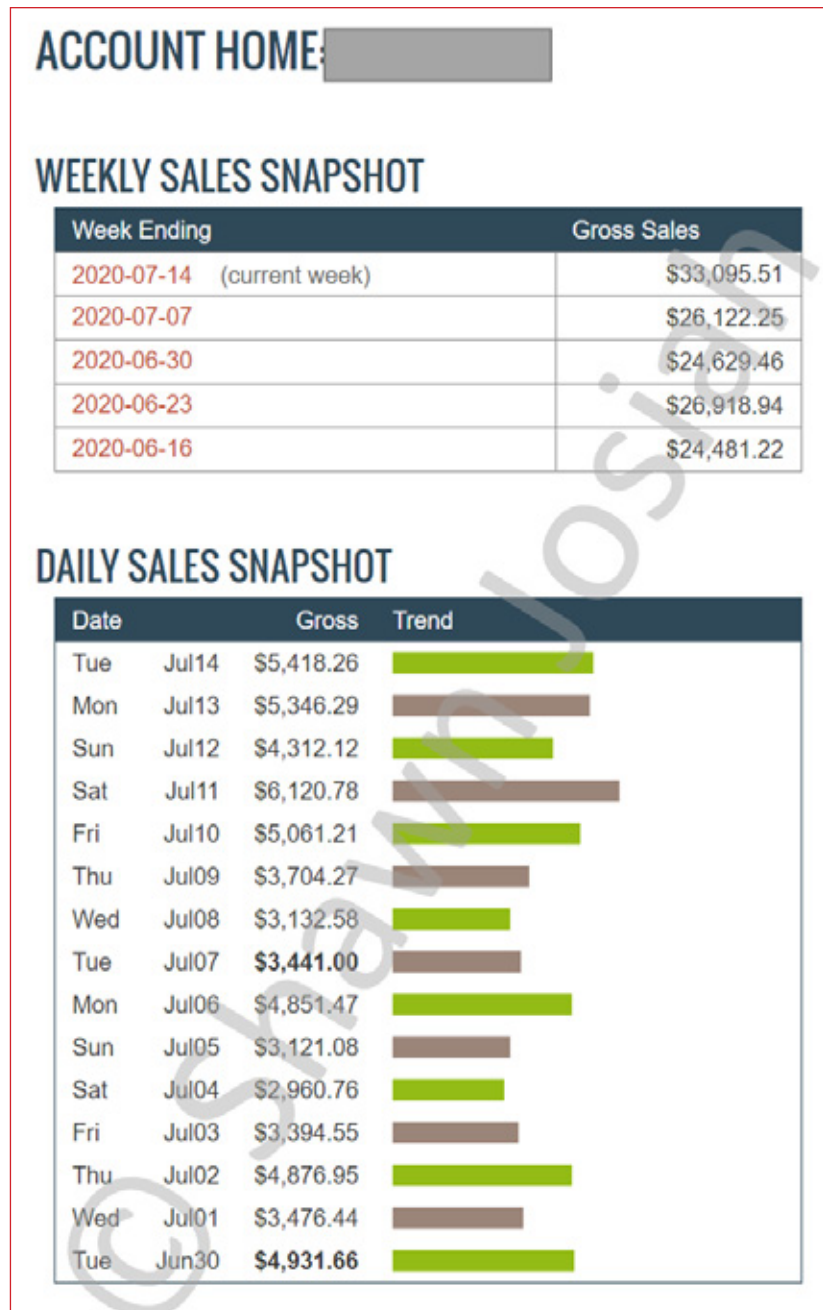 ACCOUNT HOME:
WEEKLY SALES SNAPSHOT
Week Ending Gross Sales
2020-07-14 (current week) $33,095.51
2020-07-07 $26,122.25
2020-06-30 $24,629.46
2020-06-23 $26,918.94
2020-06-16 $24,481.22
DAILY SALES SNAPSHOT
Date Gross Trend
Tue Jul14 $5,418.26
Mon Jul13 $5,346.29
Sun Jul12 $4,312.12
Sat Jul11 $6,120.78
Fri Jul10 $5,061.21
Thu Jul09 $3,704.27
Wed Jul08 $3,132.58
Tue Jul07 $3,441.00
Mon Jul06 $4,851.47
Sun Jul05 $3,121.08
Sat Jul04 $2,960.76
Fri Jul03 $3,394.55
Thu Jul02 $4,876.95
Wed Jul01 $3,476.44
Tue Jun30 $4,931.66
© Shawn Josiah